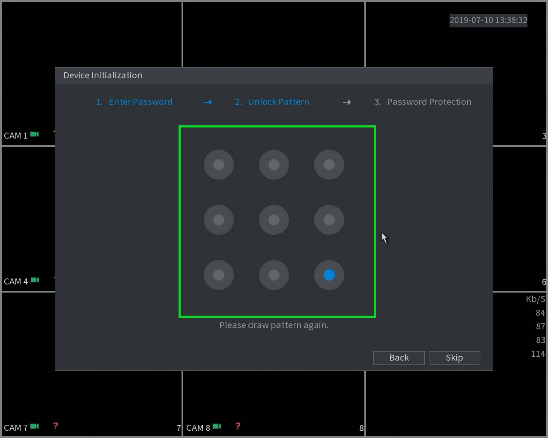 2019-07-10 13:36:32
Device Initialization
1. Enter Password → 2. Unlock Pattern → 3. Password Protection
CAM 1 ? 3
CAM 4 6
Kb/S
84
87
83
114
Please draw pattern again.
Back Skip
CAM 7 ? 7 CAM 8 ? 8